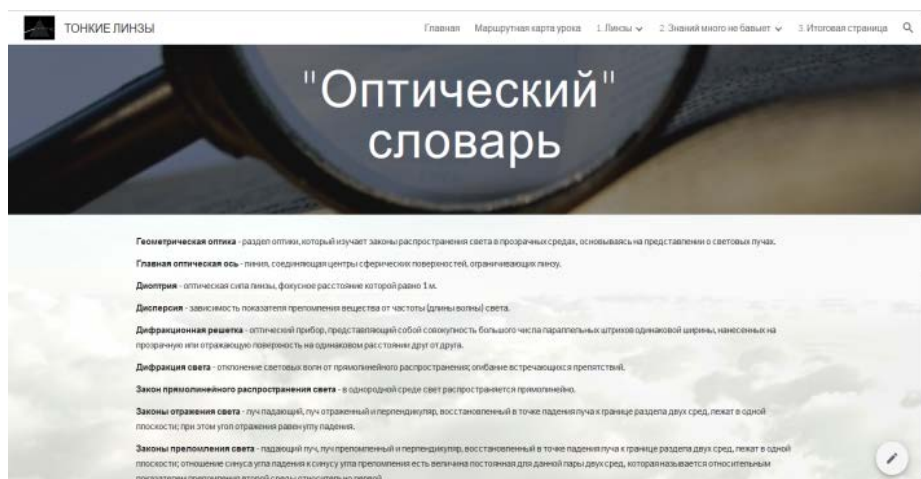 ТОНКИЕ ЛИНЗЫ
Главная Маршрутная карта урока 1. Линзы 2. Знаний много не бавыет 3. Итоговая страница
"Оптический"
словарь
Геометрическая оптика - раздел оптики, который изучает законы распространения света в прозрачных средах, основываясь на представлении о световых лучах.
Главная оптическая ось - линия, соединяющая центры сферических поверхностей, ограничивающих линзу.
Диоптрия - оптическая сила линзы, фокусное расстояние которой равно 1 м.
Дисперсия - зависимость показателя преломления вещества от частоты (длины волны) света.
Дифракционная решетка - оптический прибор, представляющий собой совокупность большого числа параллельных штрихов одинаковой ширины, нанесенных на
прозрачную или отражающую поверхность на одинаковом расстоянии друг от друга.
Дифракция света - отклонение световых волн от прямолинейного распространения; огибание встречающихся препятствий.
Закон прямолинейного распространения света - в однородной среде свет распространяется прямолинейно.
Законы отражения света - луч падающий, луч отраженный и перпендикуляр, восстановленный в точке падения луча к границе раздела двух сред, лежат в одной
плоскости; при этом угол отражения равен углу падения.
Законы преломления света - падающий луч, луч преломленный и перпендикуляр, восстановленный в точке падения луча к границе раздела двух сред, лежат в одной
плоскости; отношение синуса угла падения к синусу угла преломления есть величина постоянная для данной пары двух сред, которая называется относительным
показателем преломления второй среды относительно первой.